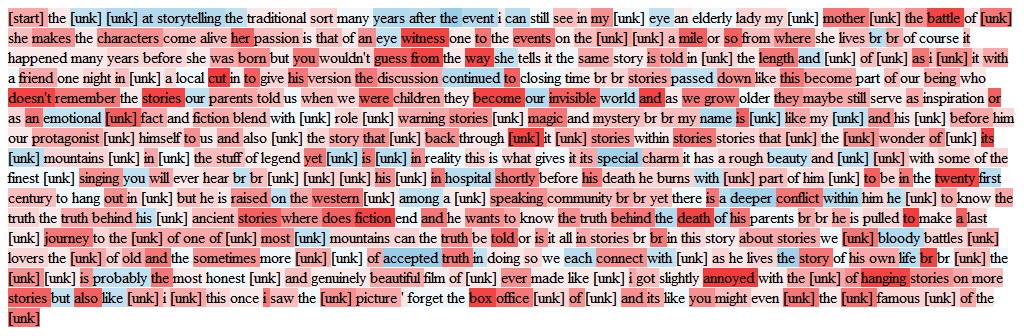 [start] the [unk] [unk] at storytelling the traditional sort many years after the event i can still see in my [unk] eye an elderly lady my [unk] mother [unk] the battle of [unk]
she makes the characters come alive her passion is that of an eye witness one to the events on the [unk] [unk] a mile or so from where she lives br br of course it
happened many years before she was born but you wouldn't guess from the way she tells it the same story is told in [unk] the length and [unk] of [unk] as i [unk] it with
a friend one night in [unk] a local cut in to give his version the discussion continued to closing time br br stories passed down like this become part of our being who
doesn't remember the stories our parents told us when we were children they become our invisible world and as we grow older they maybe still serve as inspiration or
as an emotional [unk] fact and fiction blend with [unk] role [unk] warning stories [unk] magic and mystery br br my name is [unk] like my [unk] and his [unk] before him
our protagonist [unk] himself to us and also [unk] the story that [unk] back through [unk] it [unk] stories within stories stories that [unk] the [unk] wonder of [unk] its
[unk] mountains [unk] in [unk] the stuff of legend yet [unk] is [unk] in reality this is what gives it its special charm it has a rough beauty and [unk] with some of the
finest [unk] singing you will ever hear br br [unk] [unk] [unk] his [unk] in hospital shortly before his death he burns with [unk] part of him [unk] to be in the twenty first
century to hang out in [unk] but he is raised on the western [unk] among a [unk] speaking community br br yet there is a deeper conflict within him he [unk] to know the
truth the truth behind his [unk] ancient stories where does fiction end and he wants to know the truth behind the death of his parents br br he is pulled to make a last
[unk] journey to the [unk] of one of [unk] most [unk] mountains can the truth be told or is it all in stories br br in this story about stories we [unk] bloody battles [unk]
lovers the [unk] of old and the sometimes more [unk] [unk] of accepted truth in doing so we each connect with [unk] as he lives the story of his own life br br [unk] the
[unk] [unk] is probably the most honest [unk] and genuinely beautiful film of [unk] ever made like [unk] i got slightly annoyed with the [unk] of hanging stories on more
stories but also like [unk] i [unk] this once i saw the [unk] picture ' forget the box office [unk] of [unk] and its like you might even [unk] the [unk] famous [unk] of the
[unk]